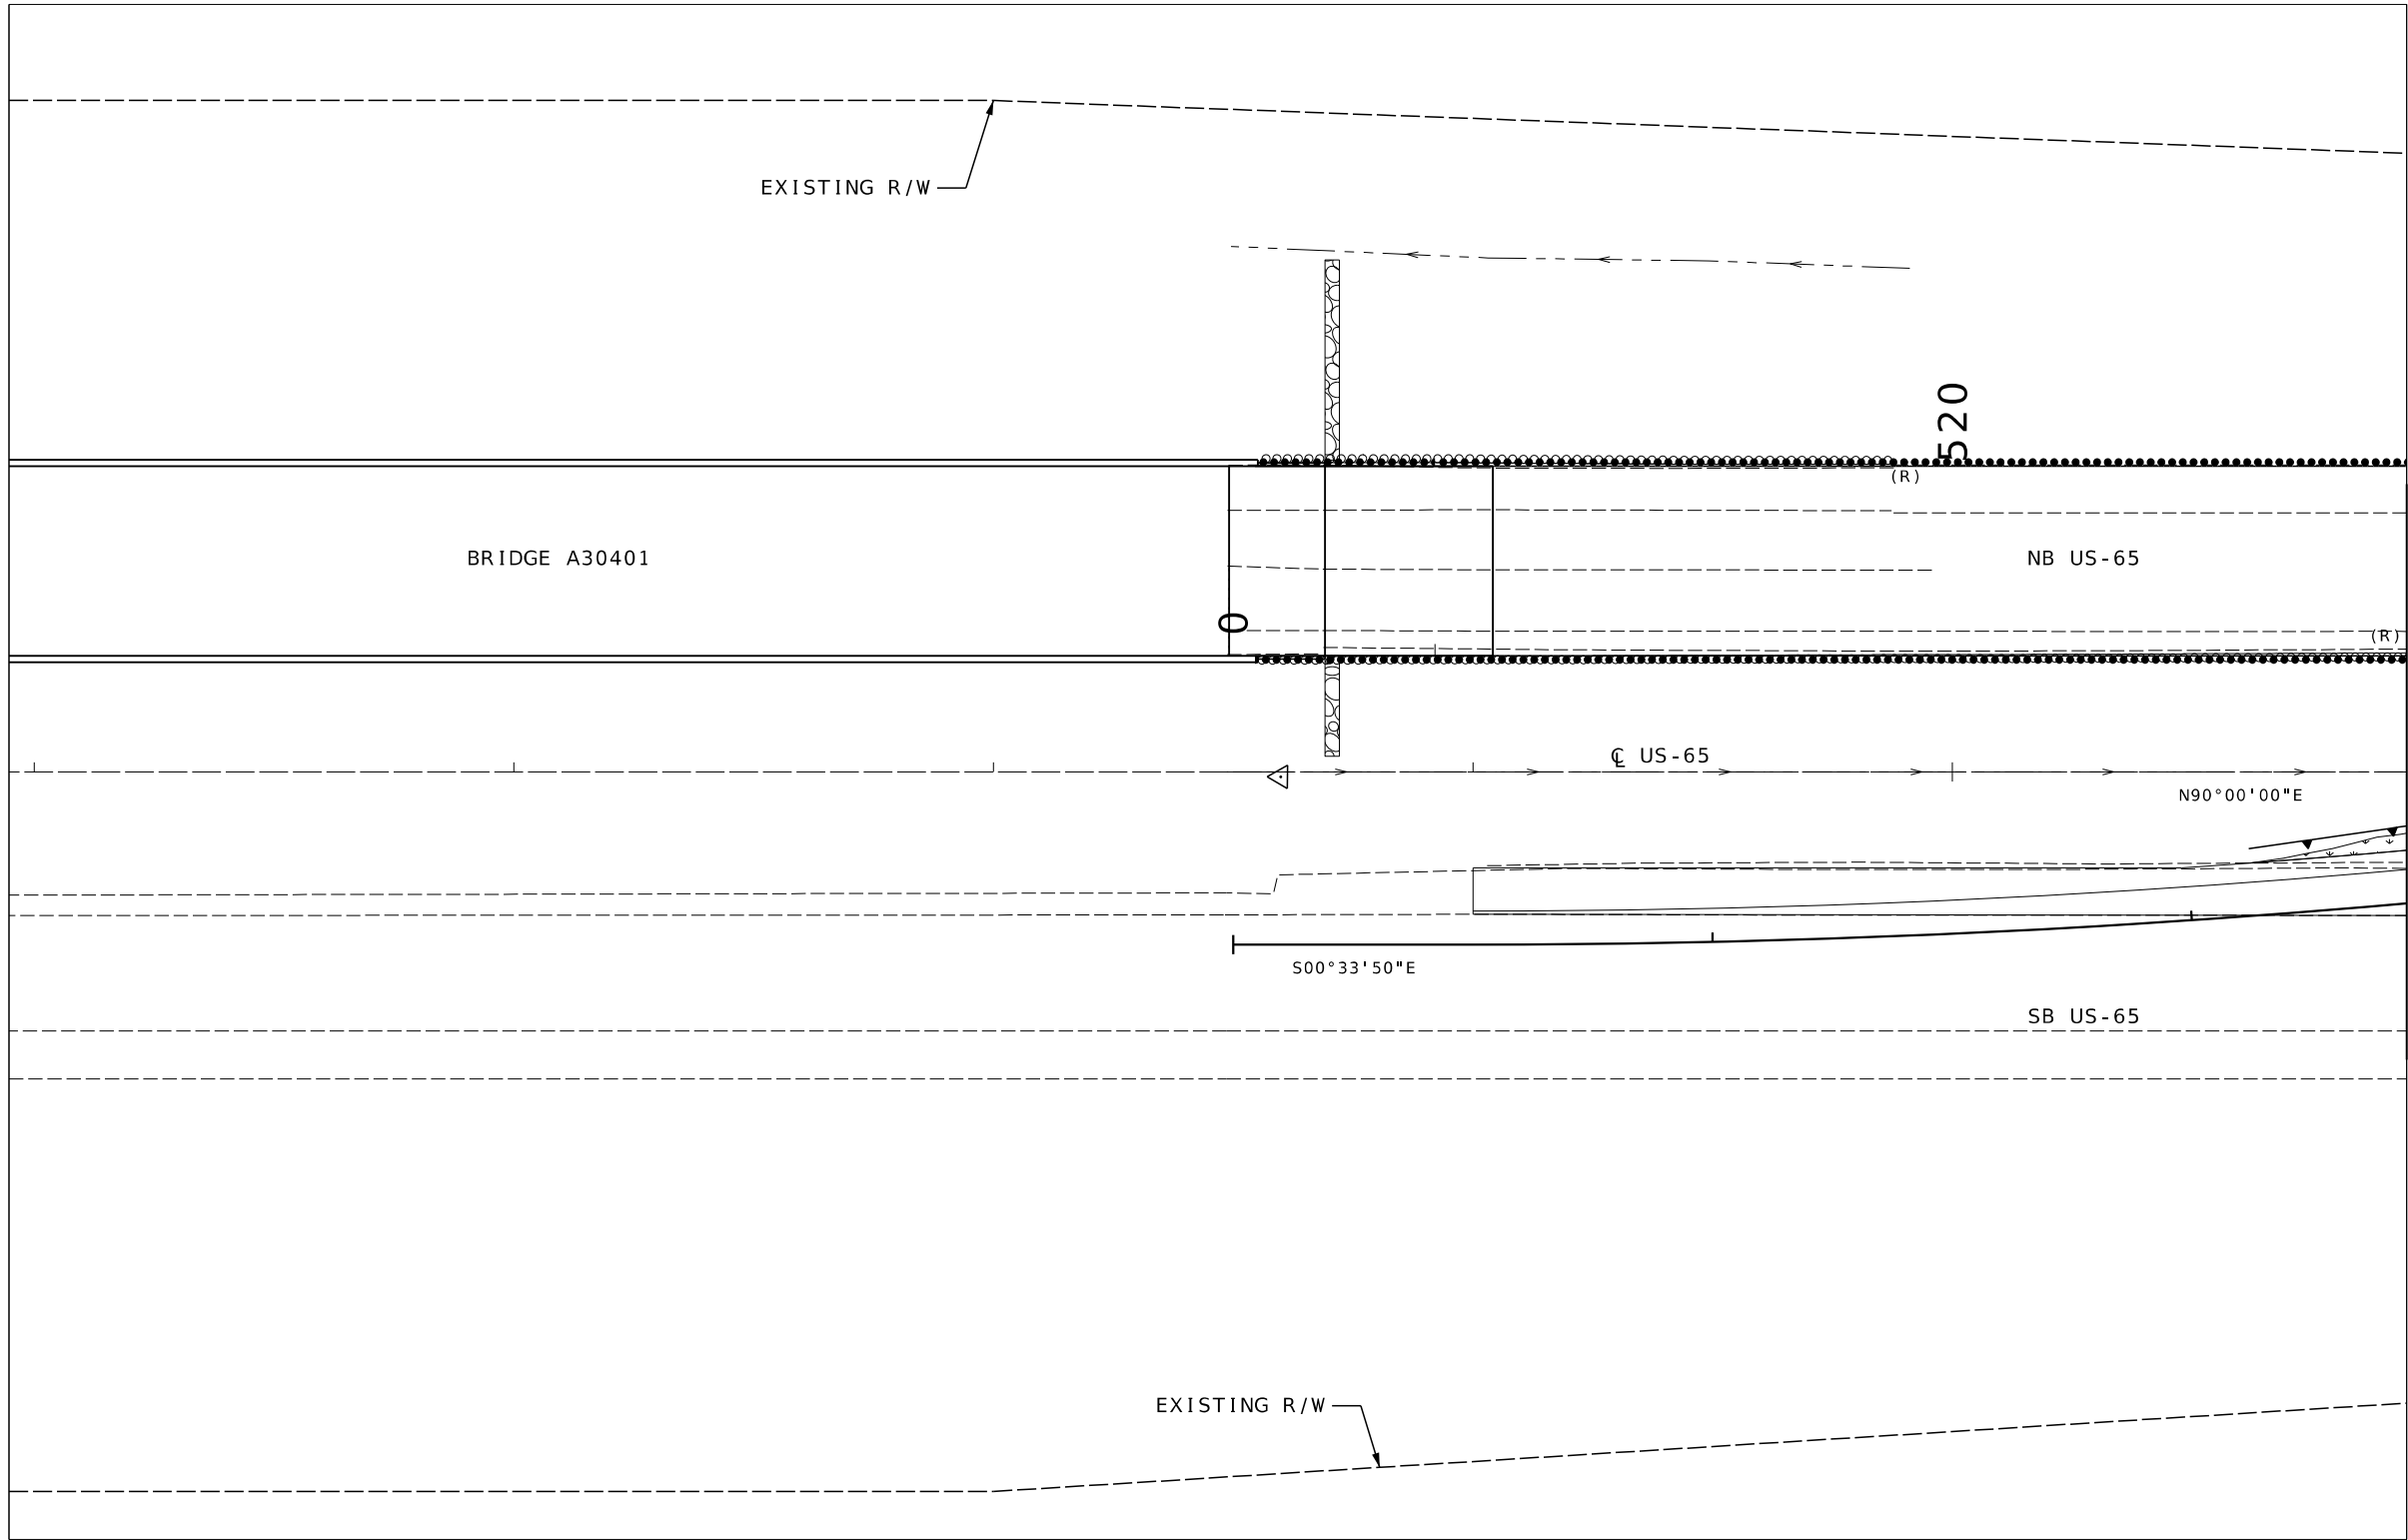 EXISTING R/W
520
(R)
BRIDGE A30401
NB US-65
0
(R)
℄ US-65
N90°00'00"E
S00°33'50"E
SB US-65
EXISTING R/W